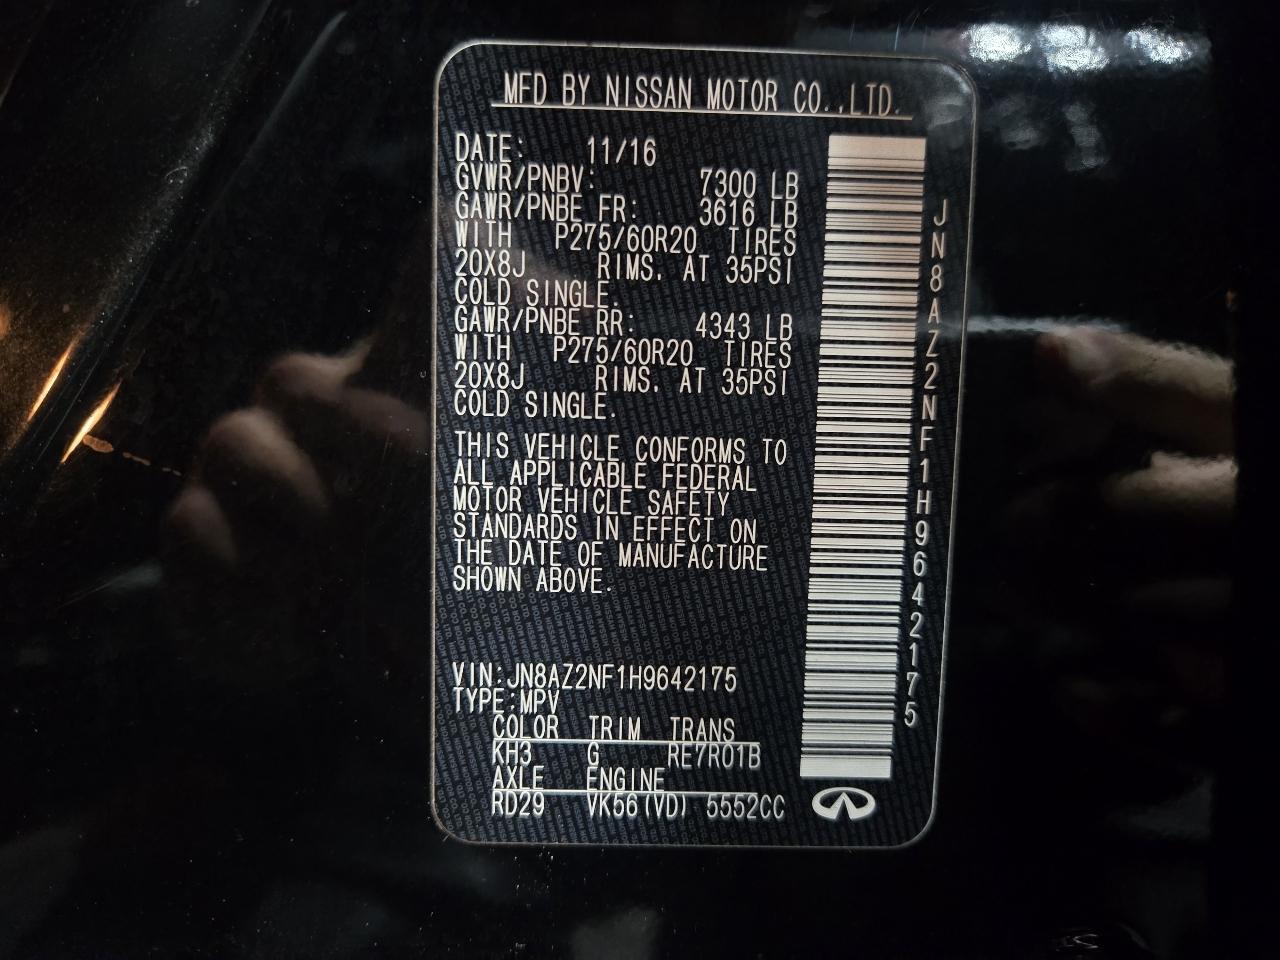 MFD BY NISSAN MOTOR CO.,LTD.
DATE: 11/16
GVWR/PNBV: 7300 LB
GAWR/PNBE FR: 3616 LB
WITH P275/60R20 TIRES
20X8J RIMS. AT 35PSI
COLD SINGLE.
GAWR/PNBE RR: 4343 LB
WITH P275/60R20 TIRES
20X8J RIMS. AT 35PSI
COLD SINGLE.
THIS VEHICLE CONFORMS TO
ALL APPLICABLE FEDERAL
MOTOR VEHICLE SAFETY
STANDARDS IN EFFECT ON
THE DATE OF MANUFACTURE
SHOWN ABOVE.
VIN:JN8AZ2NF1H9642175
TYPE:MPV
COLOR TRIM TRANS
KH3 G RE7R01B
AXLE ENGINE
RD29 VK56(VD) 5552CC
JN8AZ2NF1H9642175